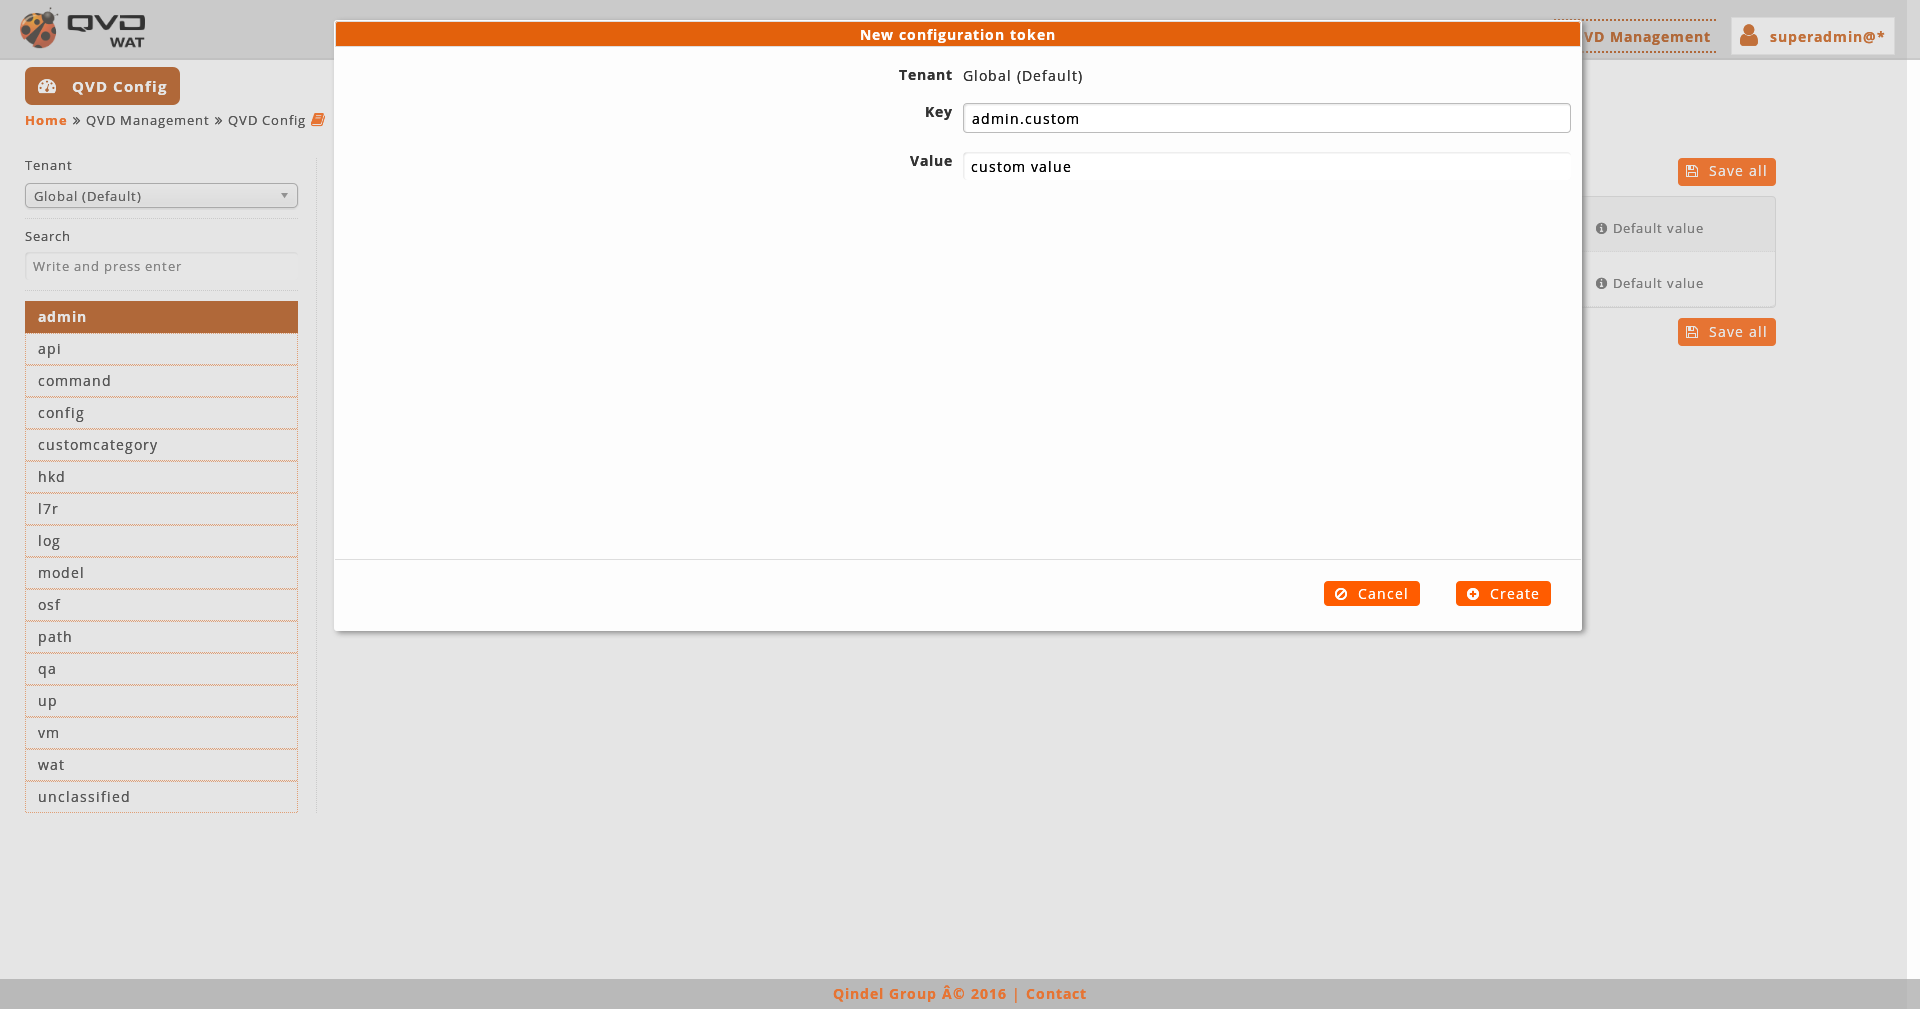 QVD
WAT
New configuration token
VD Management
superadmin@*
QVD Config
Home » QVD Management » QVD Config
Tenant
Global (Default)
Search
Write and press enter
admin
api
command
config
customcategory
hkd
l7r
log
model
osf
path
qa
up
vm
wat
unclassified
Tenant Global (Default)
Key admin.custom
Value custom value
Cancel Create
Save all
Default value
Default value
Save all
Qindel Group Â© 2016 | Contact